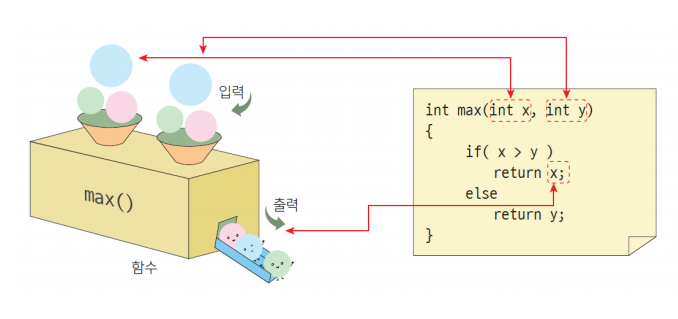 입력
max()
출력
함수
int max(int x, int y)
{
if( x > y )
return x;
else
return y;
}